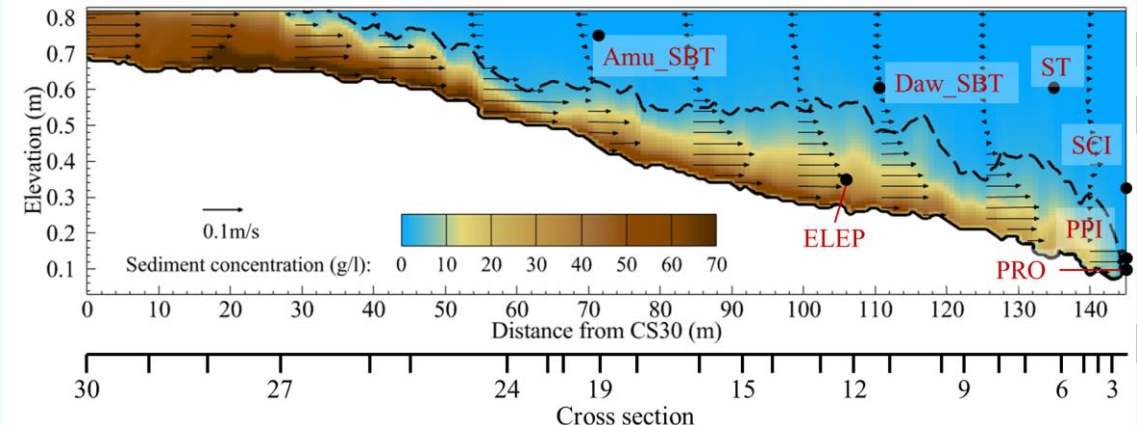 0.8
0.7
0.6
0.5
0.4
0.3
0.2
0.1
Elevation (m)
Amu_SBT
Daw_SBT
ST
SCI
PPI
PRO
ELEP
0.1m/s
Sediment concentration (g/l):
0 10 20 30 40 50 60 70
0 10 20 30 40 50 60 70 80 90 100 110 120 130 140
Distance from CS30 (m)
30 27 24 19 15 12 9 6 3
Cross section